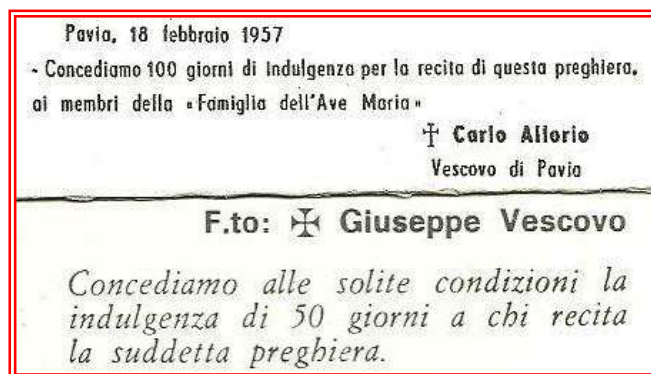 Pavia, 18 febbraio 1957
- Concediamo 100 giorni di Indulgenza per la recita di questa preghiera,
ai membri della «Famiglia dell'Ave Maria»
☩ Carlo Allorio
Vescovo di Pavia
F.to: ✠ Giuseppe Vescovo
Concediamo alle solite condizioni la
indulgenza di 50 giorni a chi recita
la suddetta preghiera.